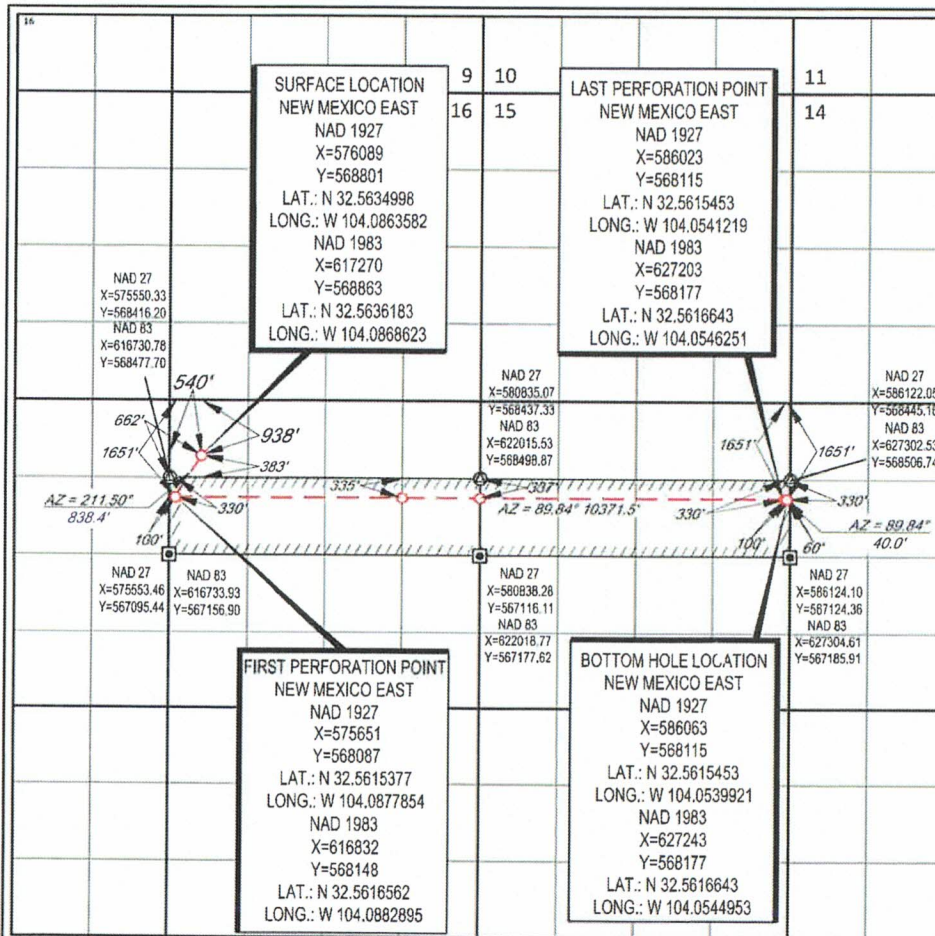 16
9 10
11
16 15
14
SURFACE LOCATION
NEW MEXICO EAST
NAD 1927
X=576089
Y=568801
LAT.: N 32.5634998
LONG.: W 104.0863582
NAD 1983
X=617270
Y=568863
LAT.: N 32.5636183
LONG.: W 104.0868623
LAST PERFORATION POINT
NEW MEXICO EAST
NAD 1927
X=586023
Y=568115
LAT.: N 32.5615453
LONG.: W 104.0541219
NAD 1983
X=627203
Y=568177
LAT.: N 32.5616643
LONG.: W 104.0546251
NAD 27
X=575550.33
Y=568416.20
NAD 83
X=616730.78
Y=568477.70
NAD 27
X=580835.07
Y=568437.33
NAD 83
X=622015.53
Y=568498.87
NAD 27
X=586122.05
Y=568445.18
NAD 83
X=627302.53
Y=568506.74
540'
662'
938'
1651'
383'
1651'
1651'
335'
337'
AZ = 211.50°
838.4'
330'
AZ = 89.84° 10371.5'
330'
330'
AZ = 89.84°
40.0'
100'
100'
60'
NAD 27
X=575553.46
Y=567095.44
NAD 83
X=616733.93
Y=567156.90
NAD 27
X=580838.28
Y=567116.11
NAD 83
X=622018.77
Y=567177.62
NAD 27
X=586124.10
Y=567124.36
NAD 83
X=627304.61
Y=567185.91
FIRST PERFORATION POINT
NEW MEXICO EAST
NAD 1927
X=575651
Y=568087
LAT.: N 32.5615377
LONG.: W 104.0877854
NAD 1983
X=616832
Y=568148
LAT.: N 32.5616562
LONG.: W 104.0882895
BOTTOM HOLE LOCATION
NEW MEXICO EAST
NAD 1927
X=586063
Y=568115
LAT.: N 32.5615453
LONG.: W 104.0539921
NAD 1983
X=627243
Y=568177
LAT.: N 32.5616643
LONG.: W 104.0544953